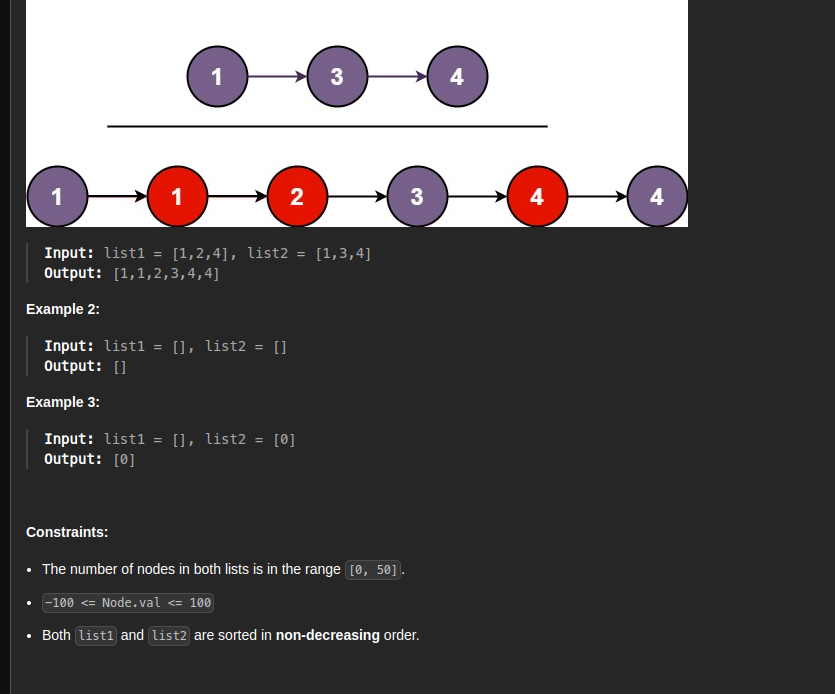 1 3 4
1 1 2 3 4 4
Input: list1 = [1,2,4], list2 = [1,3,4]
Output: [1,1,2,3,4,4]
Example 2:
Input: list1 = [], list2 = []
Output: []
Example 3:
Input: list1 = [], list2 = [0]
Output: [0]
Constraints:
• The number of nodes in both lists is in the range [0, 50].
• -100 <= Node.val <= 100
• Both list1 and list2 are sorted in non-decreasing order.